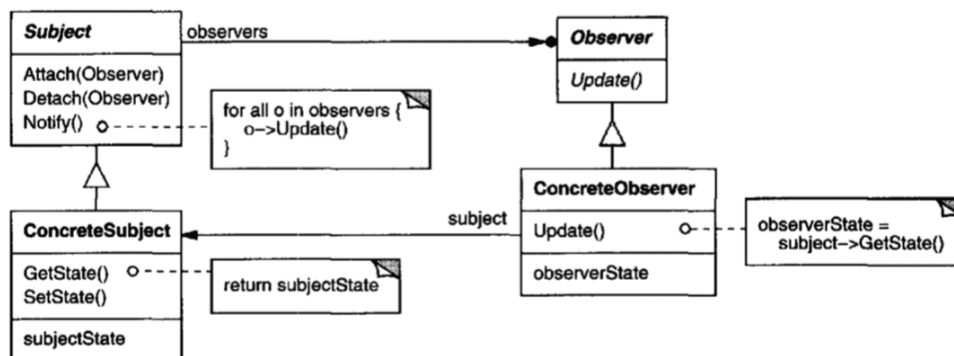 Subject
observers
Observer
Attach(Observer)
Detach(Observer)
Notify()
Update()
for all o in observers {
o->Update()
}
ConcreteSubject
subject
ConcreteObserver
GetState()
SetState()
return subjectState
Update()
observerState =
subject->GetState()
subjectState
observerState